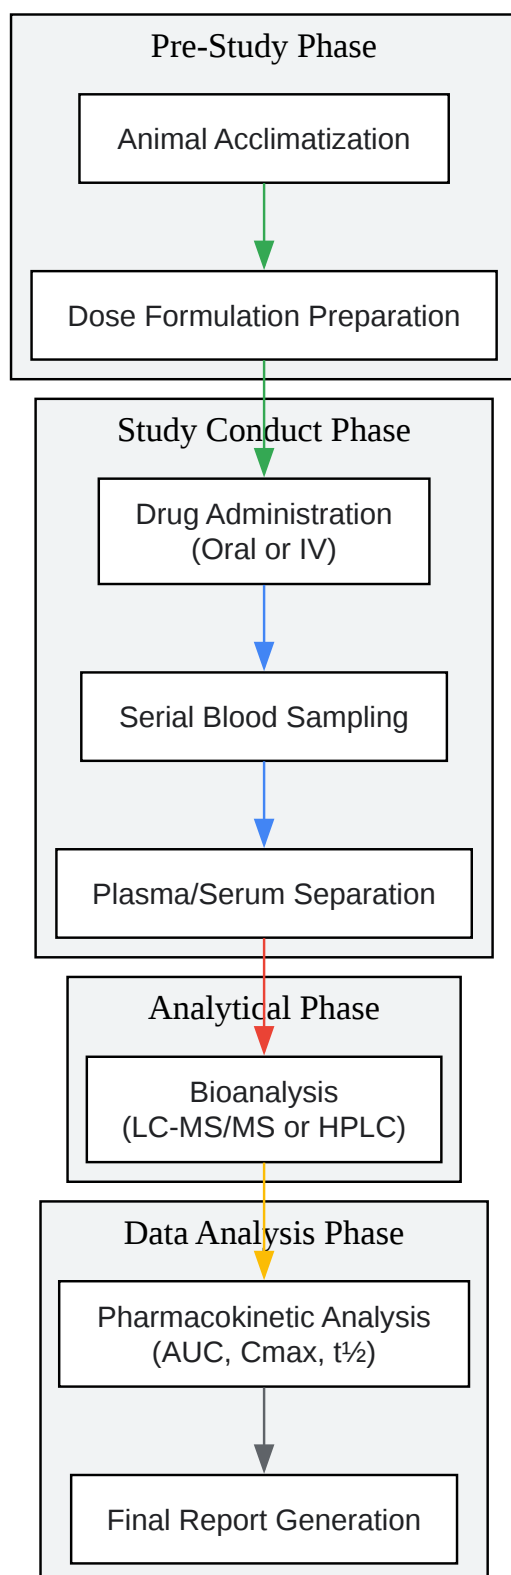 Pre-Study Phase
Animal Acclimatization
Dose Formulation Preparation
Study Conduct Phase
Drug Administration
(Oral or IV)
Serial Blood Sampling
Plasma/Serum Separation
Analytical Phase
Bioanalysis
(LC-MS/MS or HPLC)
Data Analysis Phase
Pharmacokinetic Analysis
(AUC, Cmax, t½)
Final Report Generation